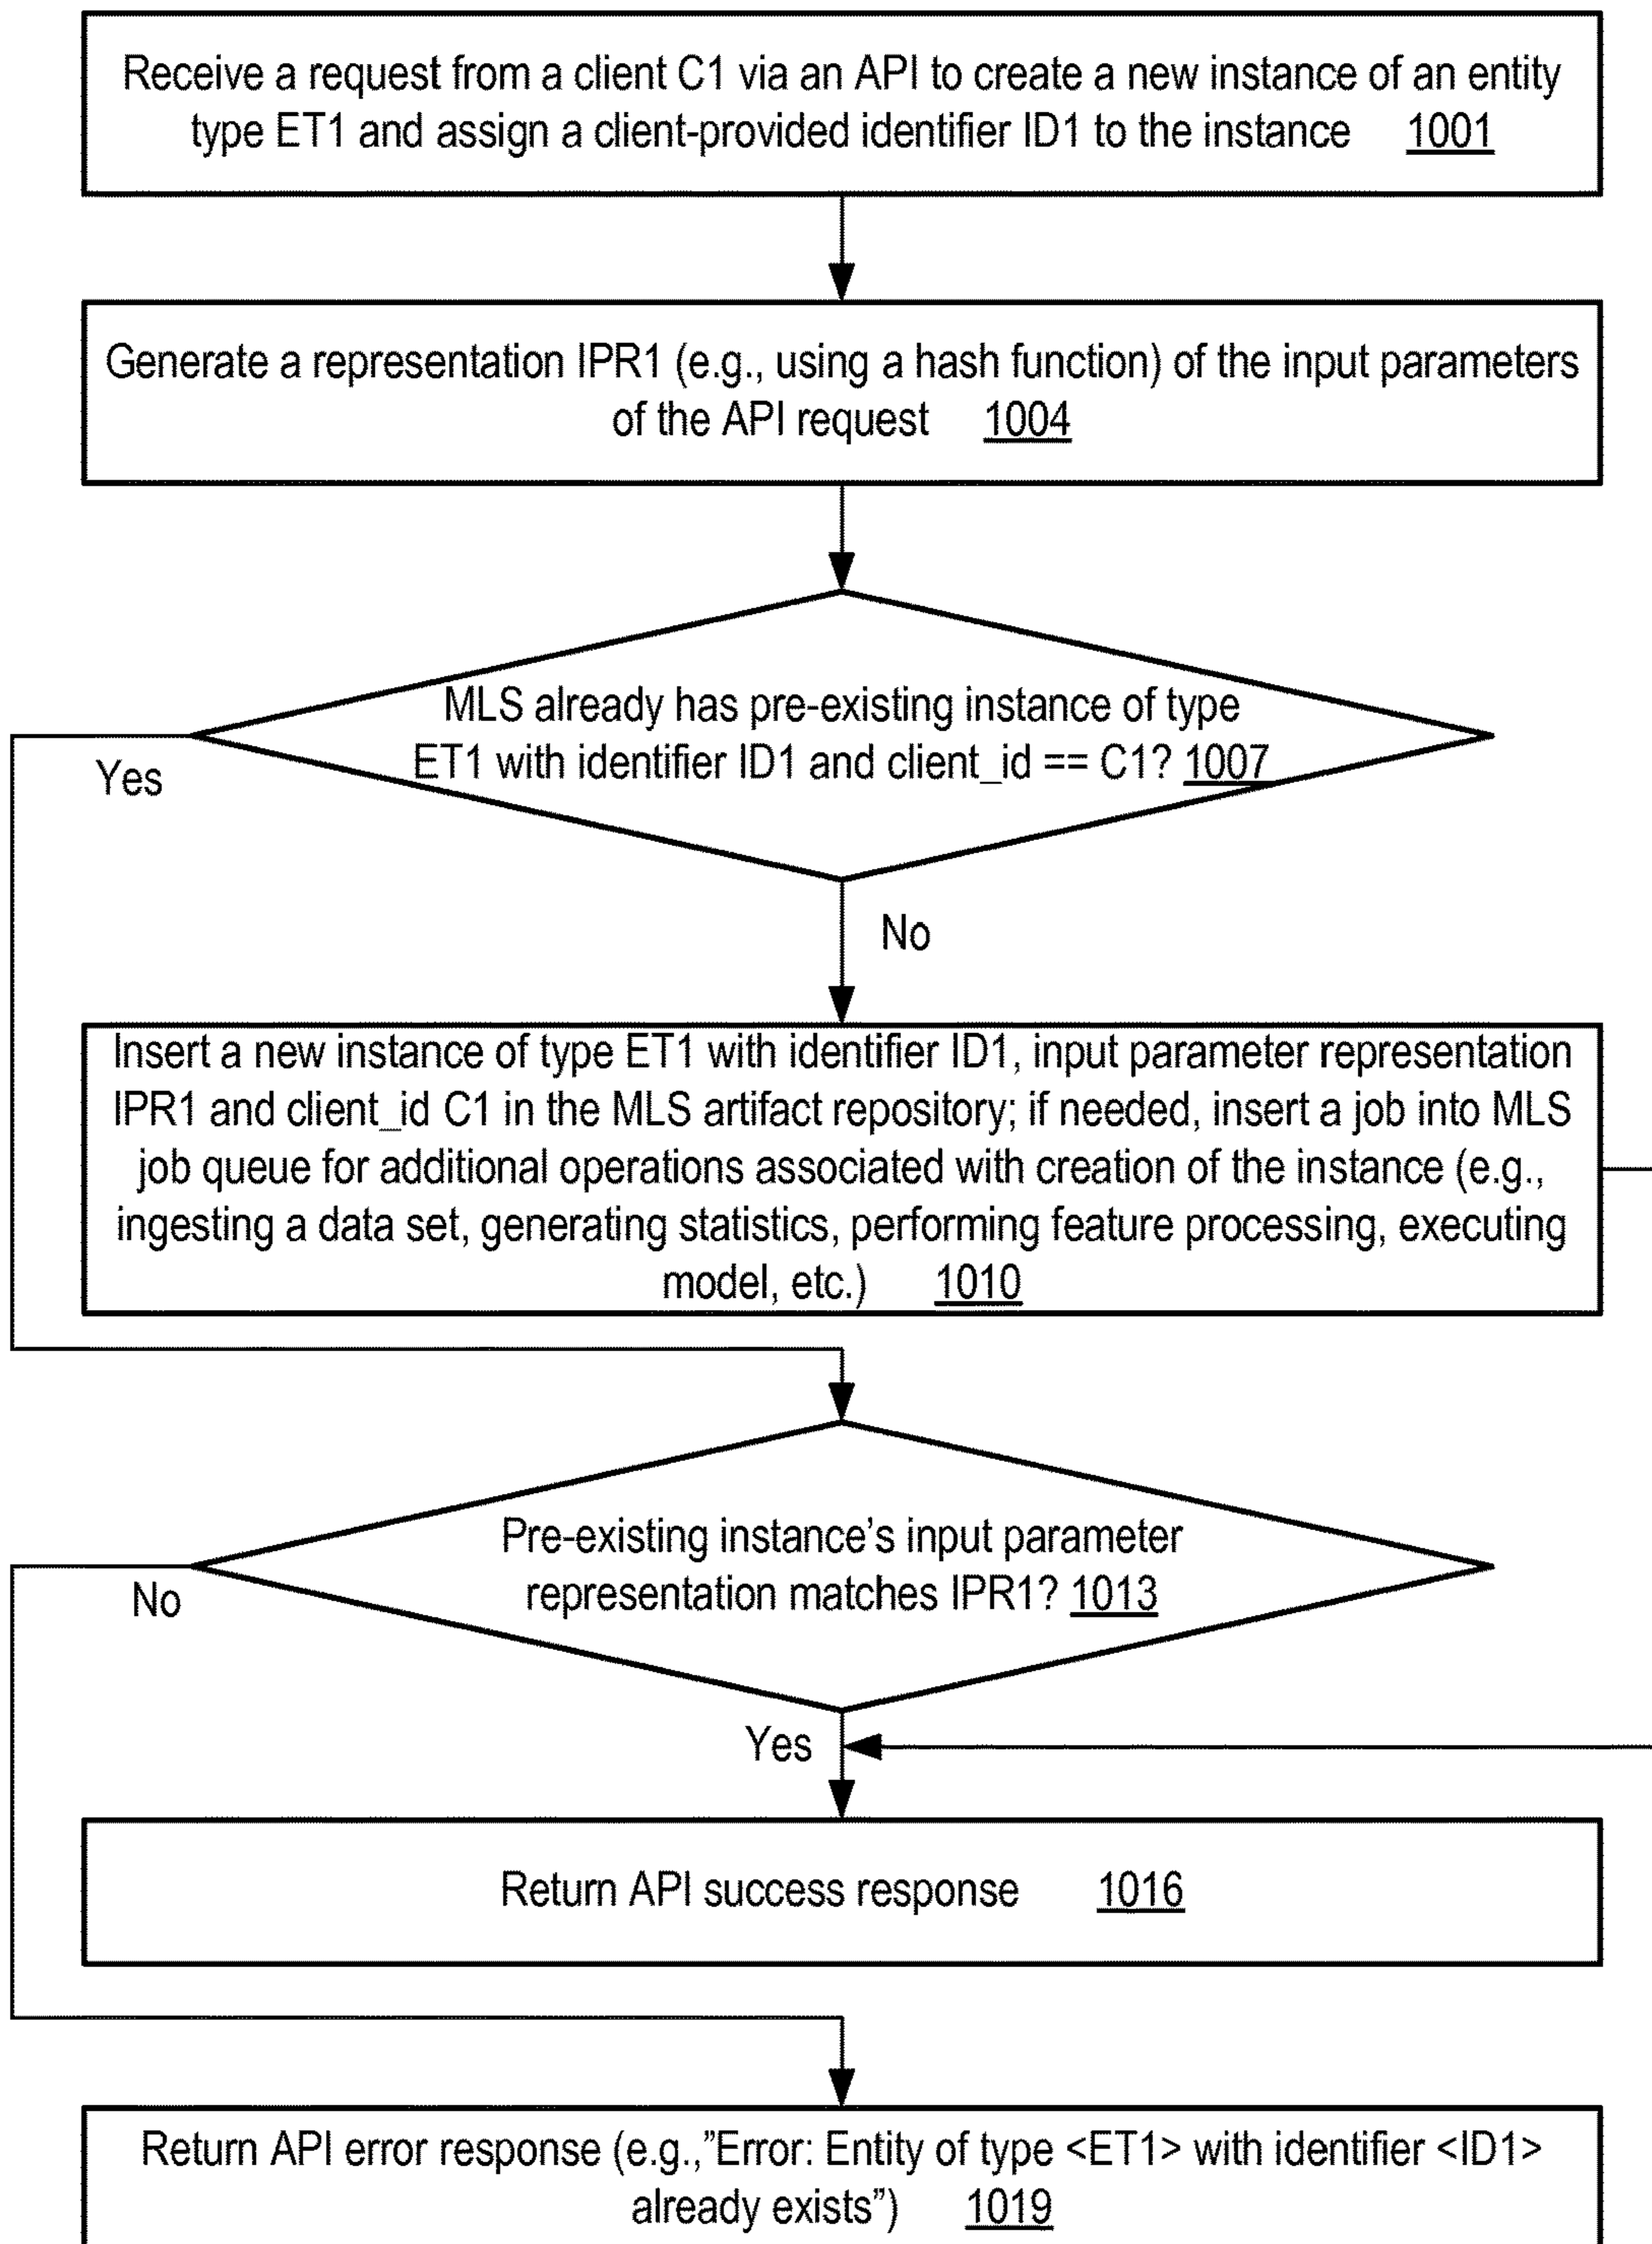 Receive a request from a client C1 via an API to create a new instance of an entity
type ET1 and assign a client-provided identifier ID1 to the instance 1001
Generate a representation IPR1 (e.g., using a hash function) of the input parameters
of the API request 1004
MLS already has pre-existing instance of type
ET1 with identifier ID1 and client_id == C1? 1007
Yes
No
Insert a new instance of type ET1 with identifier ID1, input parameter representation
IPR1 and client_id C1 in the MLS artifact repository; if needed, insert a job into MLS
job queue for additional operations associated with creation of the instance (e.g.,
ingesting a data set, generating statistics, performing feature processing, executing
model, etc.) 1010
Pre-existing instance's input parameter
representation matches IPR1? 1013
No
Yes
Return API success response 1016
Return API error response (e.g.,"Error: Entity of type <ET1> with identifier <ID1>
already exists") 1019